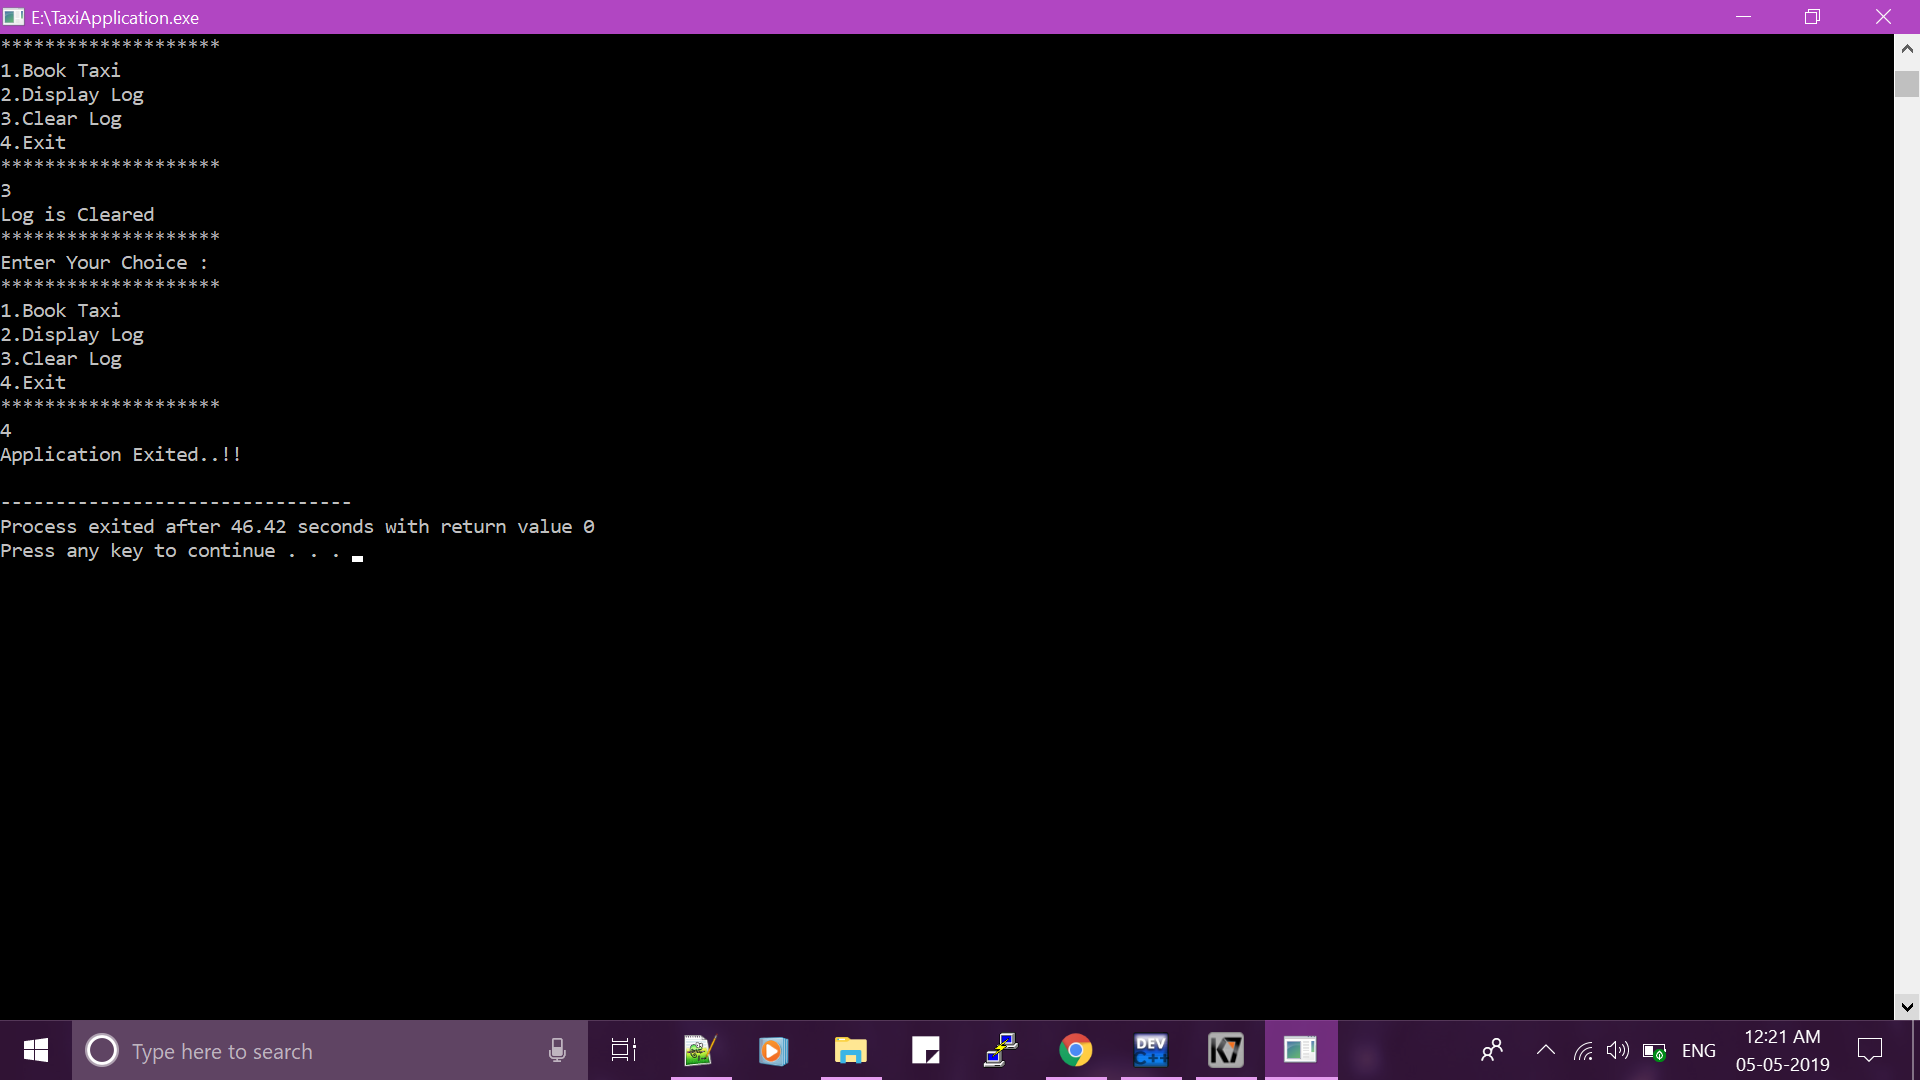 E:\TaxiApplication.exe
********************
1.Book Taxi
2.Display Log
3.Clear Log
4.Exit
********************
3
Log is Cleared
********************
Enter Your Choice :
********************
1.Book Taxi
2.Display Log
3.Clear Log
4.Exit
********************
4
Application Exited..!!
--------------------------------
Process exited after 46.42 seconds with return value 0
Press any key to continue . . .
Type here to search
DEV
C++
K7
ENG
12:21 AM
05-05-2019